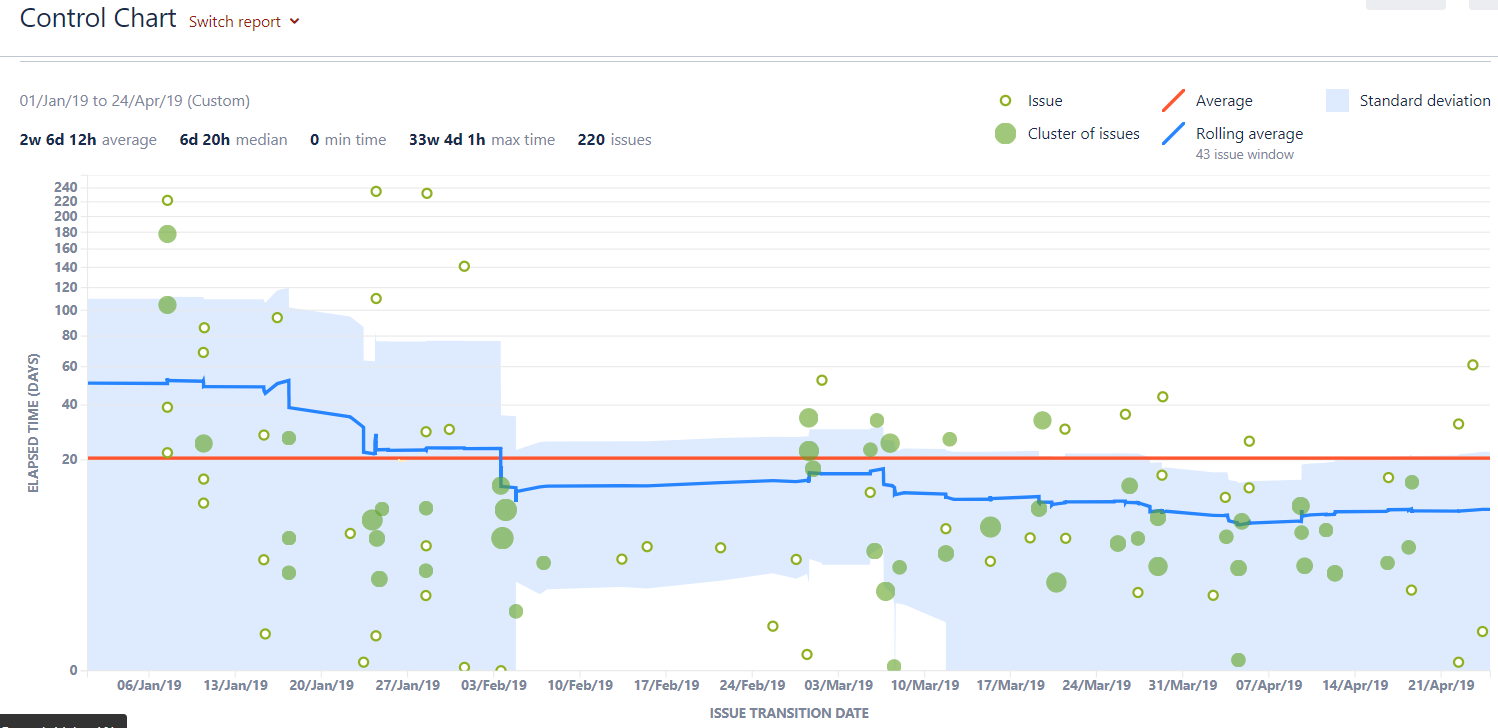 Control Chart Switch report
01/Jan/19 to 24/Apr/19 (Custom)
2w 6d 12h average 6d 20h median 0 min time 33w 4d 1h max time 220 issues
Issue
Cluster of issues
Average
Rolling average
43 issue window
Standard deviation
ELAPSED TIME (DAYS)
240
220
200
180
160
140
120
100
80
60
40
20
0
06/Jan/19 13/Jan/19 20/Jan/19 27/Jan/19 03/Feb/19 10/Feb/19 17/Feb/19 24/Feb/19 03/Mar/19 10/Mar/19 17/Mar/19 24/Mar/19 31/Mar/19 07/Apr/19 14/Apr/19 21/Apr/19
ISSUE TRANSITION DATE